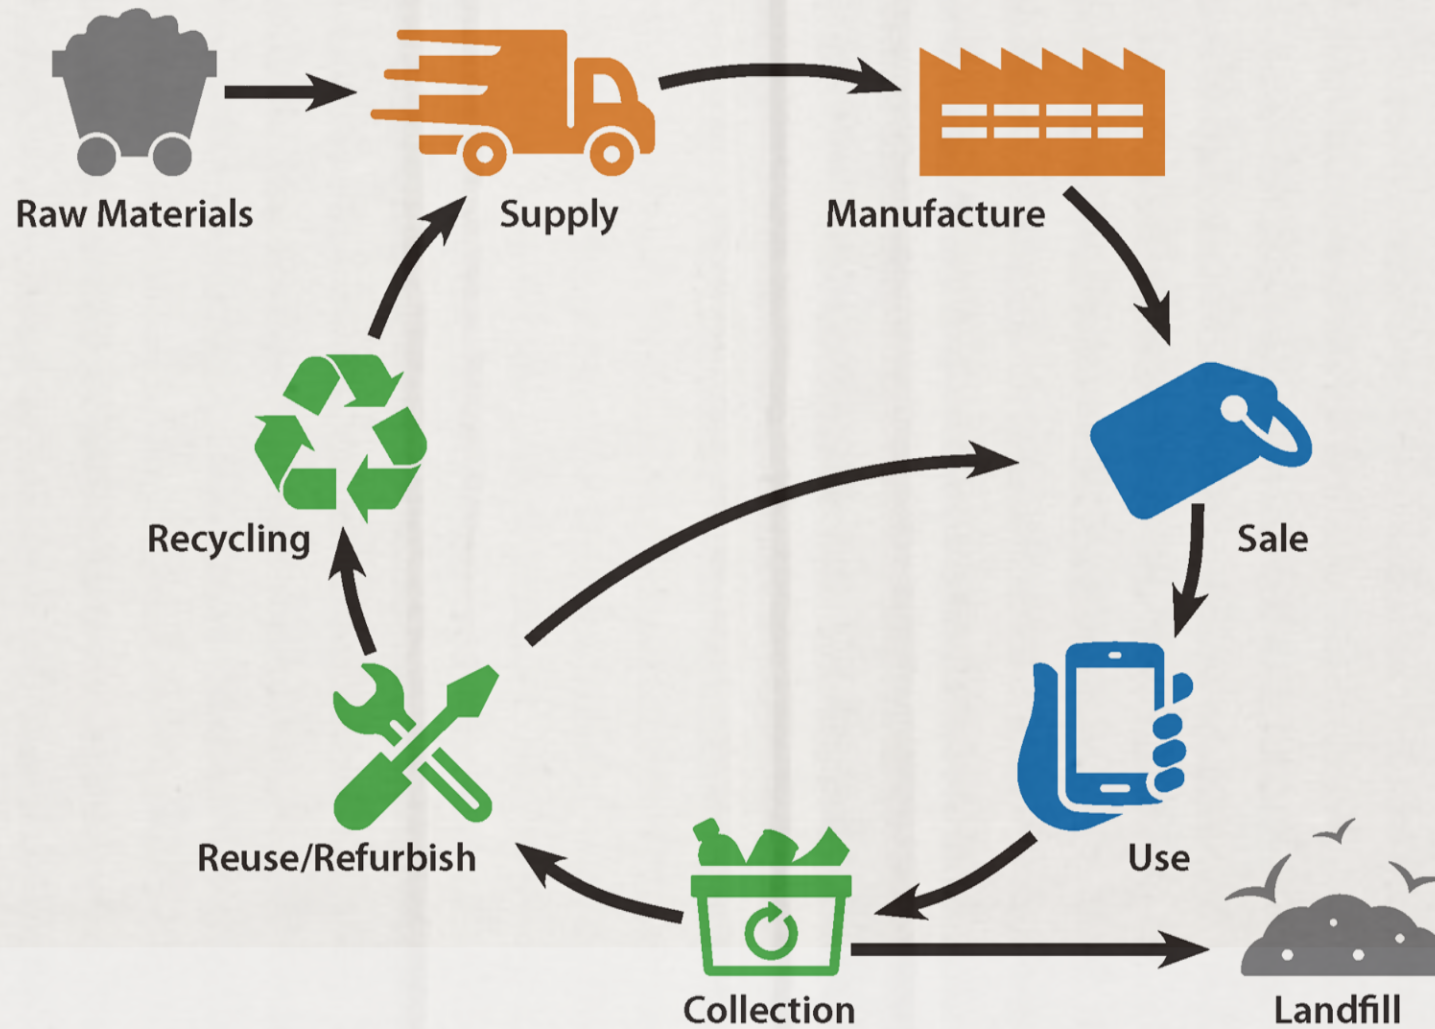 Raw Materials
Supply
Manufacture
Recycling
Sale
Reuse/Refurbish
Use
Collection
Landfill